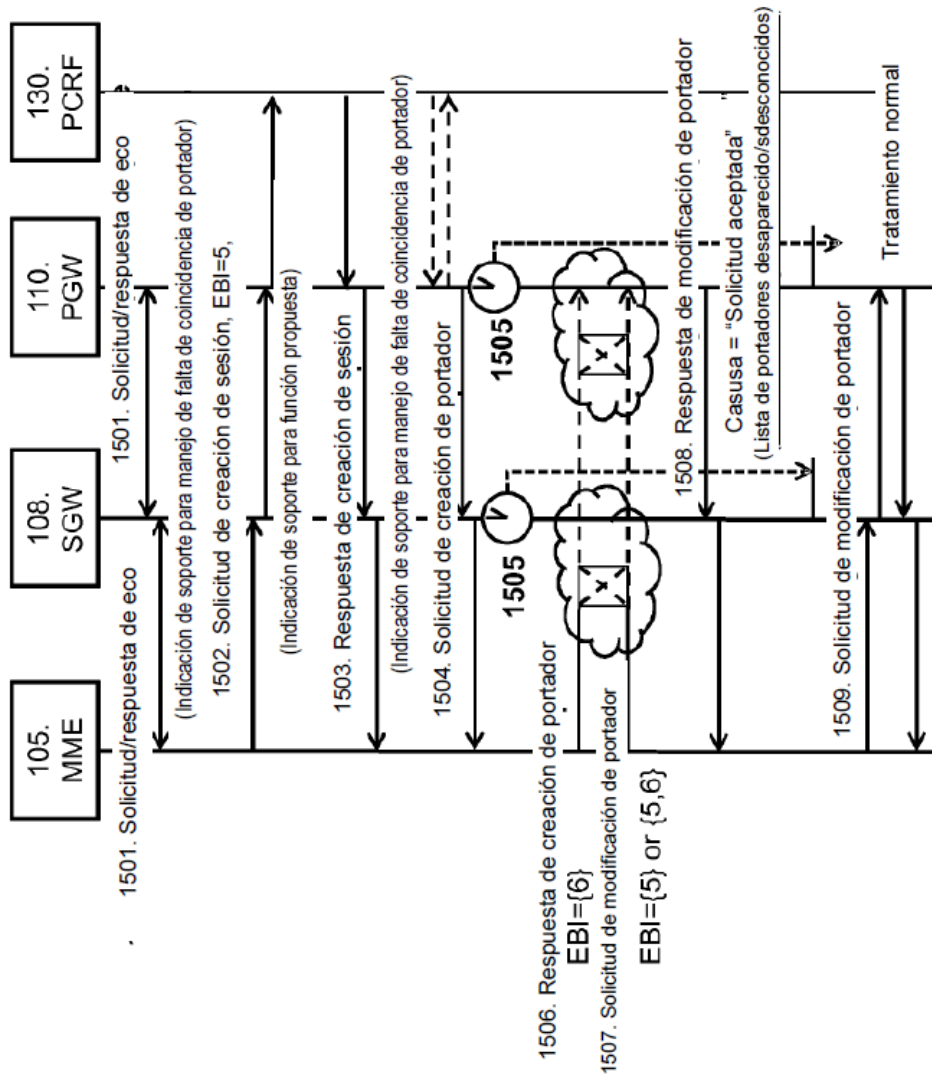 105.
MME
108.
SGW
110.
PGW
130.
PCRF
1501. Solicitud/respuesta de eco
1501. Solicitud/respuesta de eco
(Indicación de soporte para manejo de falta de coincidencia de portador)
1502. Solicitud de creación de sesión, EBI=5,
(Indicación de soporte para función propuesta)
1503. Respuesta de creación de sesión
(Indicación de soporte para manejo de falta de coincidencia de portador)
1504. Solicitud de creación de portador
1505
1505
1506. Respuesta de creación de portador
EBI={6}
1507. Solicitud de modificación de portador
EBI={5} or {5,6}
1508. Respuesta de modificación de portador
Casusa = “Solicitud aceptada”
(Lista de portadores desaparecido/sdesconocidos)
1509. Solicitud de modificación de portador
Tratamiento normal